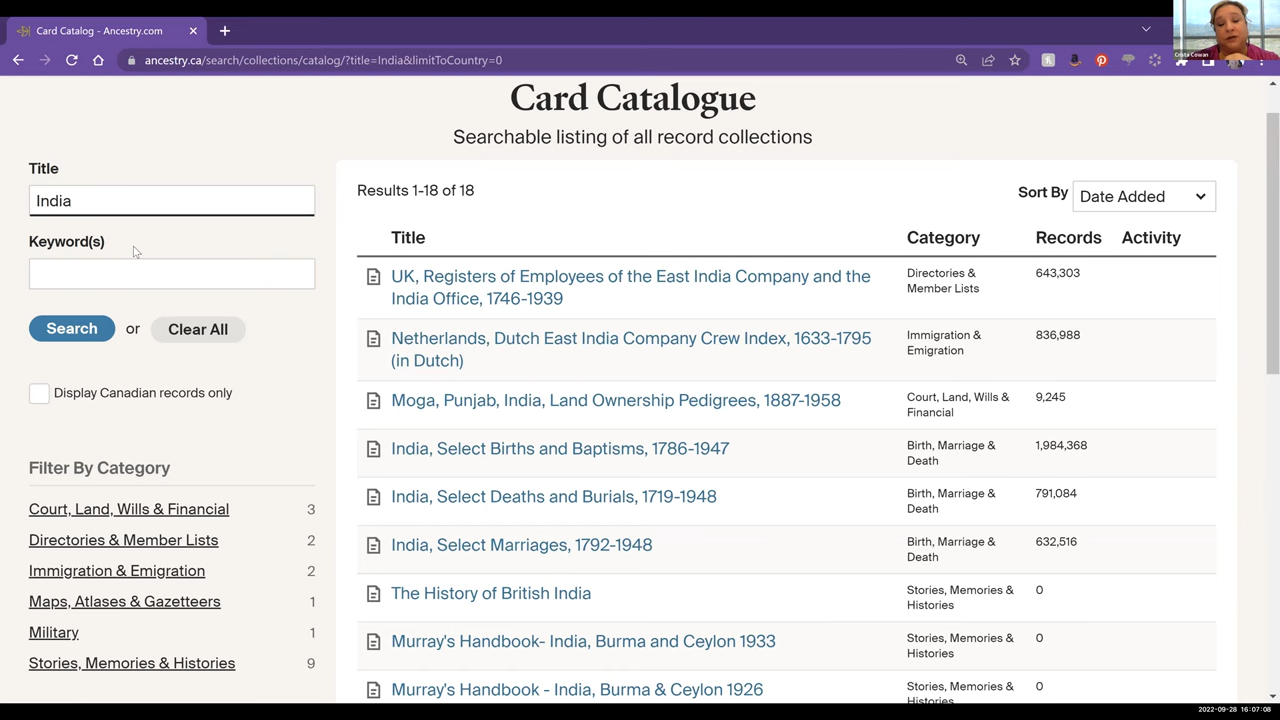 Card Catalog - Ancestry.com
ancestry.ca/search/collections/catalog/?title=India&limitToCountry=0
Crista Cowan
Card Catalogue
Searchable listing of all record collections
Title
India
Keyword(s)
Search or Clear All
Display Canadian records only
Filter By Category
Court, Land, Wills & Financial 3
Directories & Member Lists 2
Immigration & Emigration 2
Maps, Atlases & Gazetteers 1
Military 1
Stories, Memories & Histories 9
Results 1-18 of 18
Sort By Date Added
Title Category Records Activity
UK, Registers of Employees of the East India Company and the
India Office, 1746-1939
Directories &
Member Lists
643,303
Netherlands, Dutch East India Company Crew Index, 1633-1795
(in Dutch)
Immigration &
Emigration
836,988
Moga, Punjab, India, Land Ownership Pedigrees, 1887-1958
Court, Land, Wills &
Financial
9,245
India, Select Births and Baptisms, 1786-1947
Birth, Marriage &
Death
1,984,368
India, Select Deaths and Burials, 1719-1948
Birth, Marriage &
Death
791,084
India, Select Marriages, 1792-1948
Birth, Marriage &
Death
632,516
The History of British India
Stories, Memories &
Histories
0
Murray's Handbook- India, Burma and Ceylon 1933
Stories, Memories &
Histories
0
Murray's Handbook - India, Burma & Ceylon 1926
Stories, Memories &
Histories
0
2022-09-28 16:07:08